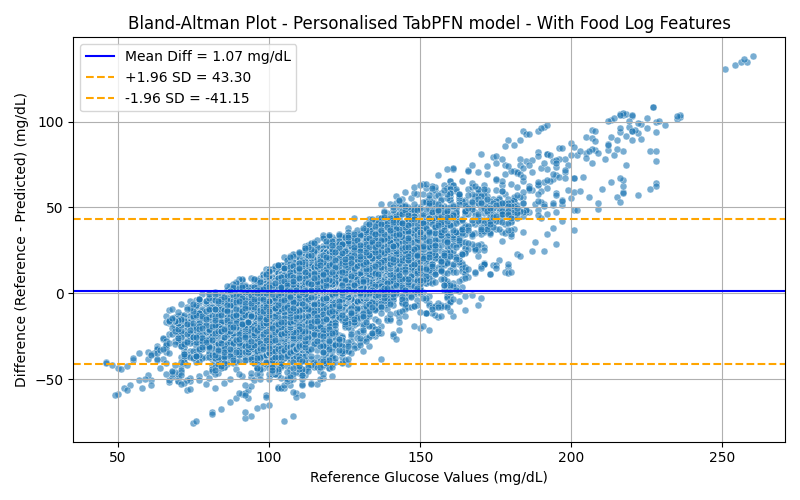 Bland-Altman Plot - Personalised TabPFN model - With Food Log Features
Mean Diff = 1.07 mg/dL
+1.96 SD = 43.30
-1.96 SD = -41.15
Difference (Reference - Predicted) (mg/dL)
100
50
0
−50
50
100
150
200
250
Reference Glucose Values (mg/dL)